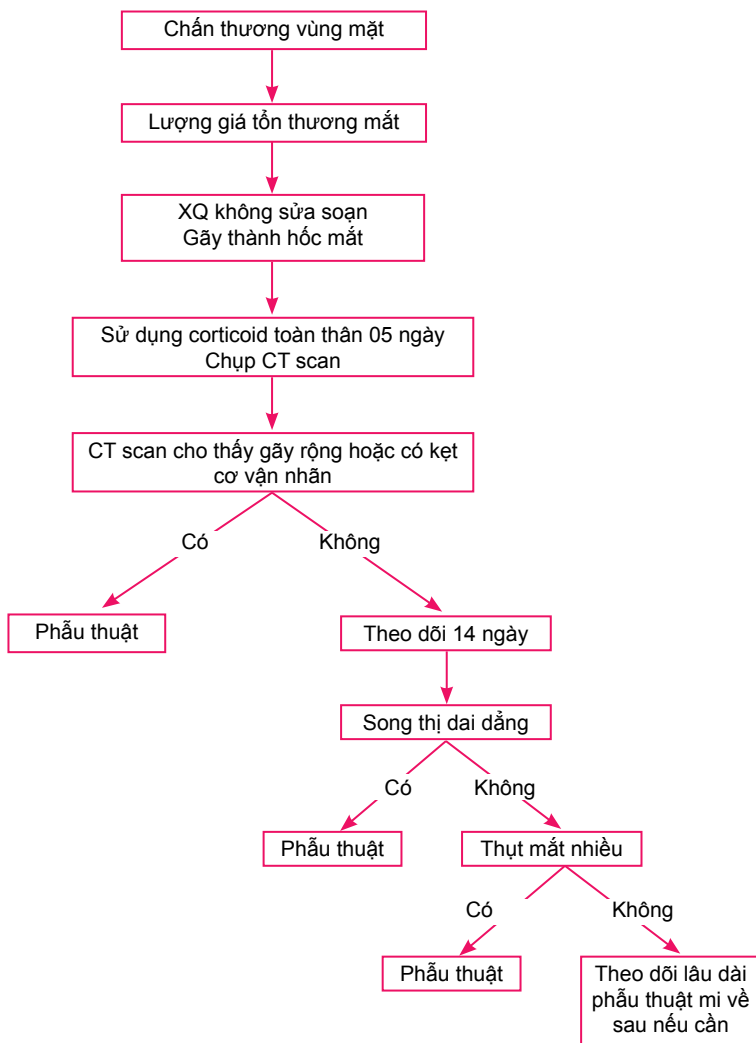 Chấn thương vùng mặt
Lượng giá tổn thương mắt
XQ không sửa soạn
Gãy thành hốc mắt
Sử dụng corticoid toàn thân 05 ngày
Chụp CT scan
CT scan cho thấy gãy rộng hoặc có kẹt
cơ vận nhãn
Có
Không
Phẫu thuật
Theo dõi 14 ngày
Song thị dai dẳng
Có
Không
Phẫu thuật
Thụt mắt nhiều
Có
Không
Phẫu thuật
Theo dõi lâu dài
phẫu thuật mi về
sau nếu cần